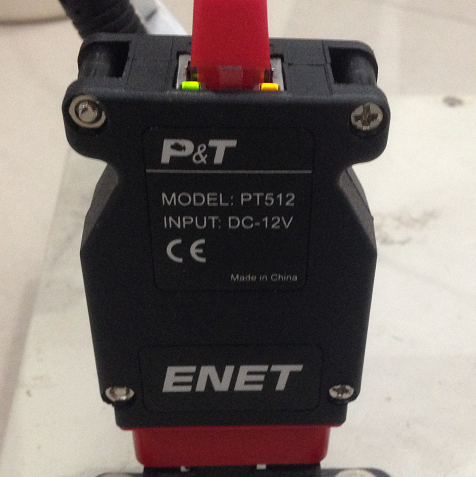 P&T
MODEL: PT512
INPUT: DC-12V
CE
Made in China
ENET